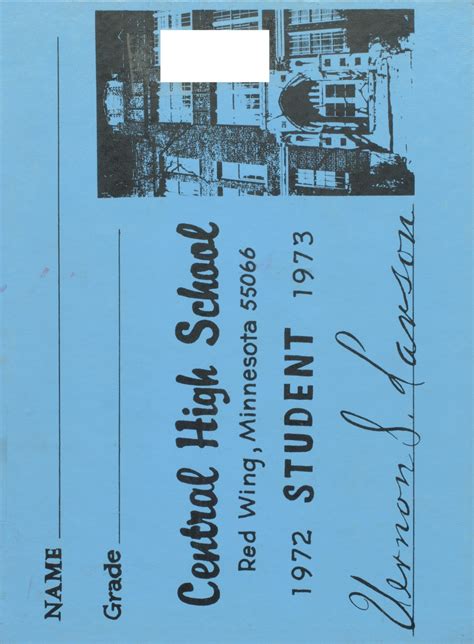 NAME
Grade
Central High School
Red Wing, Minnesota 55066
1972 STUDENT 1973
Vernon S. Larson